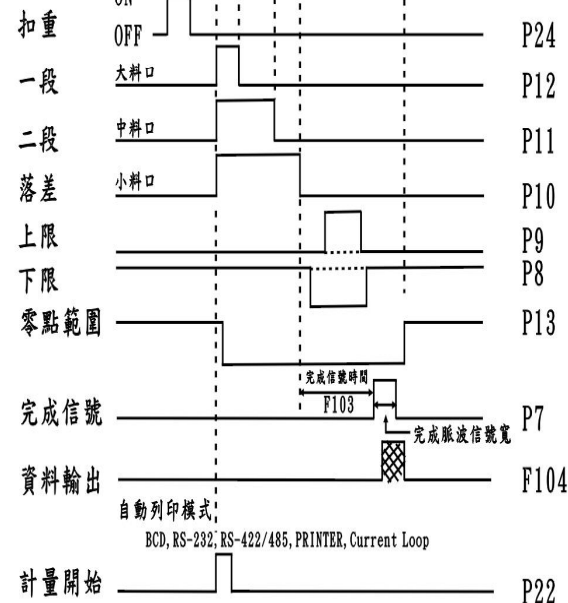 ON
扣重 OFF P24
一段 大料口 P12
二段 中料口 P11
落差 小料口 P10
上限 P9
下限 P8
零點範圍 P13
完成信號時間
F103
完成信號 P7
完成脈波信號寬
資料輸出 F104
自動列印模式
BCD, RS-232, RS-422/485, PRINTER, Current Loop
計量開始 P22